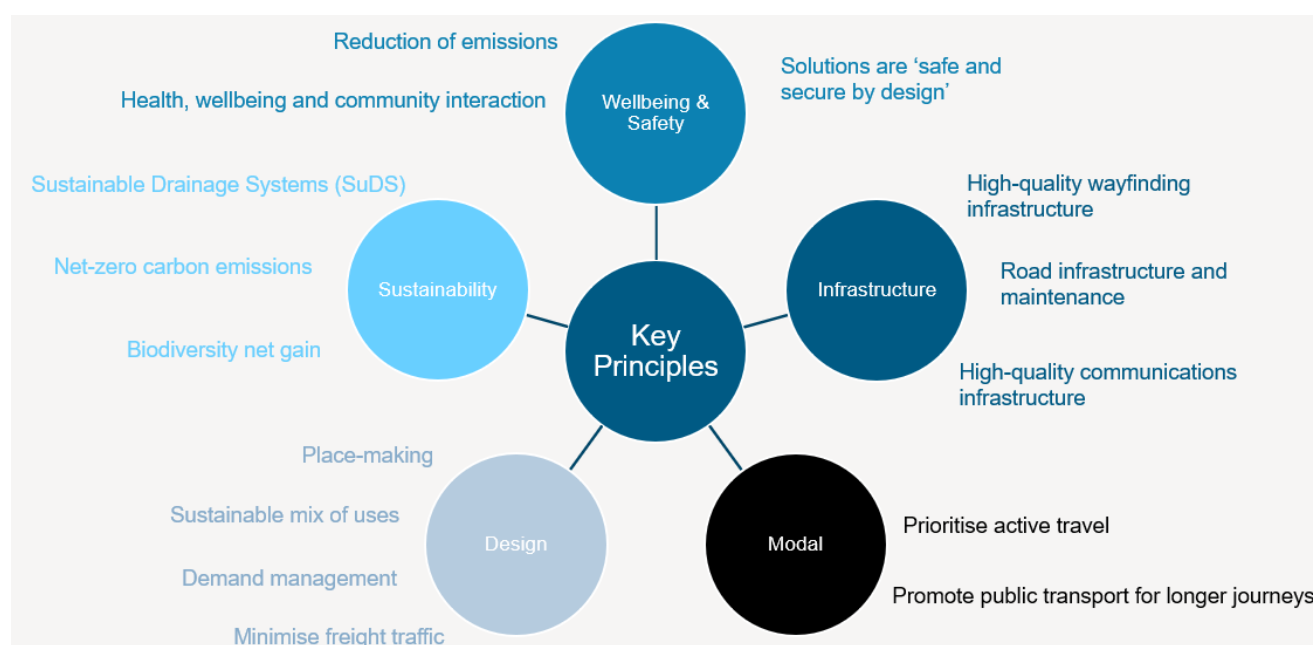 Reduction of emissions
Health, wellbeing and community interaction
Wellbeing &
Safety
Solutions are ‘safe and
secure by design’
Sustainable Drainage Systems (SuDS)
Net-zero carbon emissions
Biodiversity net gain
Sustainability
High-quality wayfinding
infrastructure
Road infrastructure and
maintenance
High-quality communications
infrastructure
Infrastructure
Key
Principles
Place-making
Sustainable mix of uses
Demand management
Minimise freight traffic
Design
Modal
Prioritise active travel
Promote public transport for longer journeys